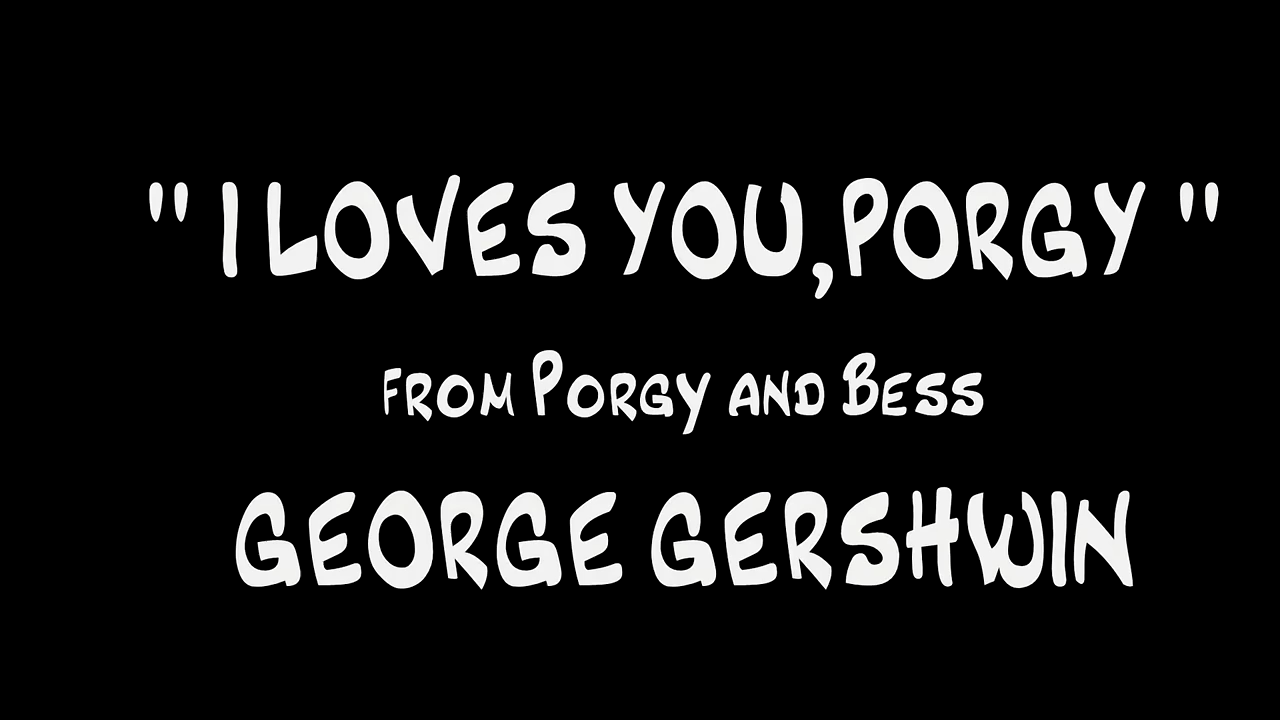 " I LOVES YOU,PORGY "
FROM PORGY AND BESS
GEORGE GERSHWIN